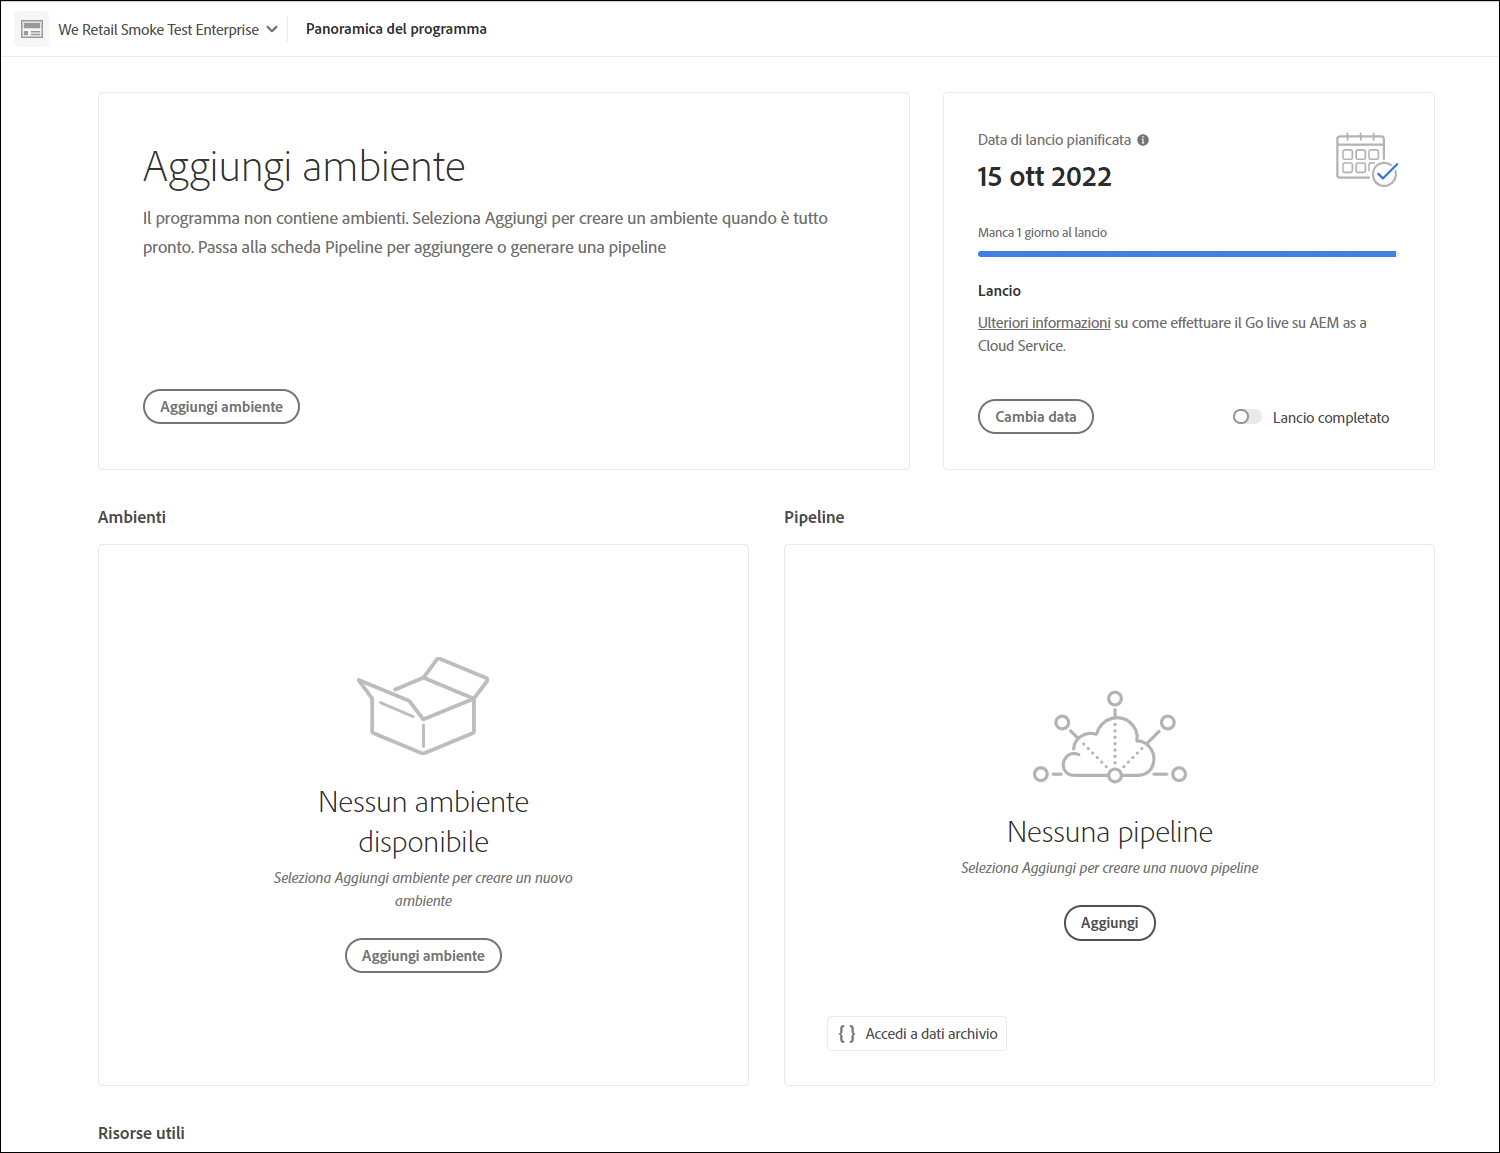 We Retail Smoke Test Enterprise
Panoramica del programma
Aggiungi ambiente
Il programma non contiene ambienti. Seleziona Aggiungi per creare un ambiente quando è tutto
pronto. Passa alla scheda Pipeline per aggiungere o generare una pipeline
Aggiungi ambiente
Data di lancio pianificata
15 ott 2022
Manca 1 giorno al lancio
Lancio
Ulteriori informazioni su come effettuare il Go live su AEM as a
Cloud Service.
Cambia data
Lancio completato
Ambienti
Nessun ambiente
disponibile
Seleziona Aggiungi ambiente per creare un nuovo
ambiente
Aggiungi ambiente
Pipeline
Nessuna pipeline
Seleziona Aggiungi per creare una nuova pipeline
Aggiungi
{ } Accedi a dati archivio
Risorse utili